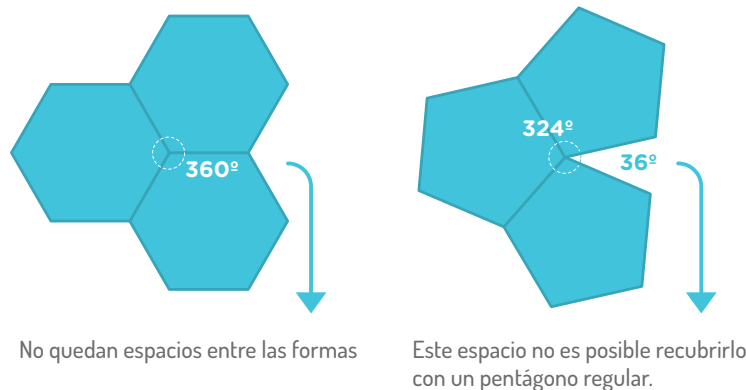 360º
324º
36º
No quedan espacios entre las formas
Este espacio no es posible recubrirlo
con un pentágono regular.